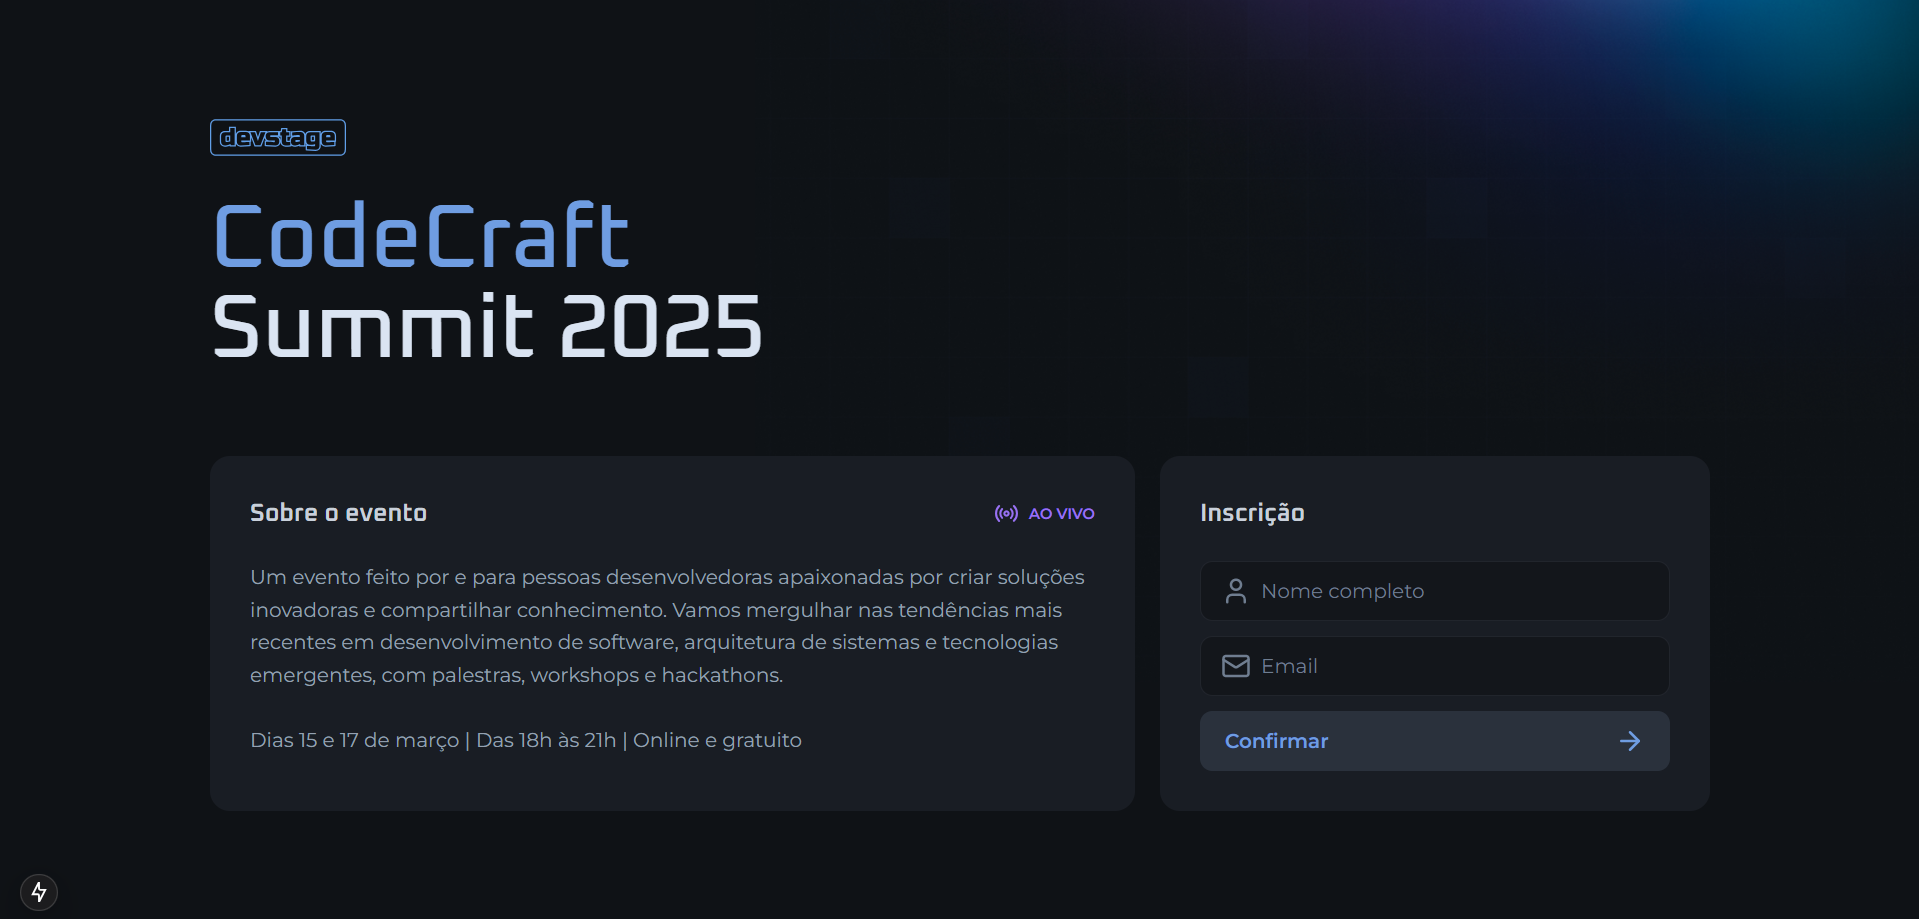 devstage
CodeCraft
Summit 2025
Sobre o evento
AO VIVO
Um evento feito por e para pessoas desenvolvedoras apaixonadas por criar soluções
inovadoras e compartilhar conhecimento. Vamos mergulhar nas tendências mais
recentes em desenvolvimento de software, arquitetura de sistemas e tecnologias
emergentes, com palestras, workshops e hackathons.
Dias 15 e 17 de março | Das 18h às 21h | Online e gratuito
Inscrição
Nome completo
Email
Confirmar